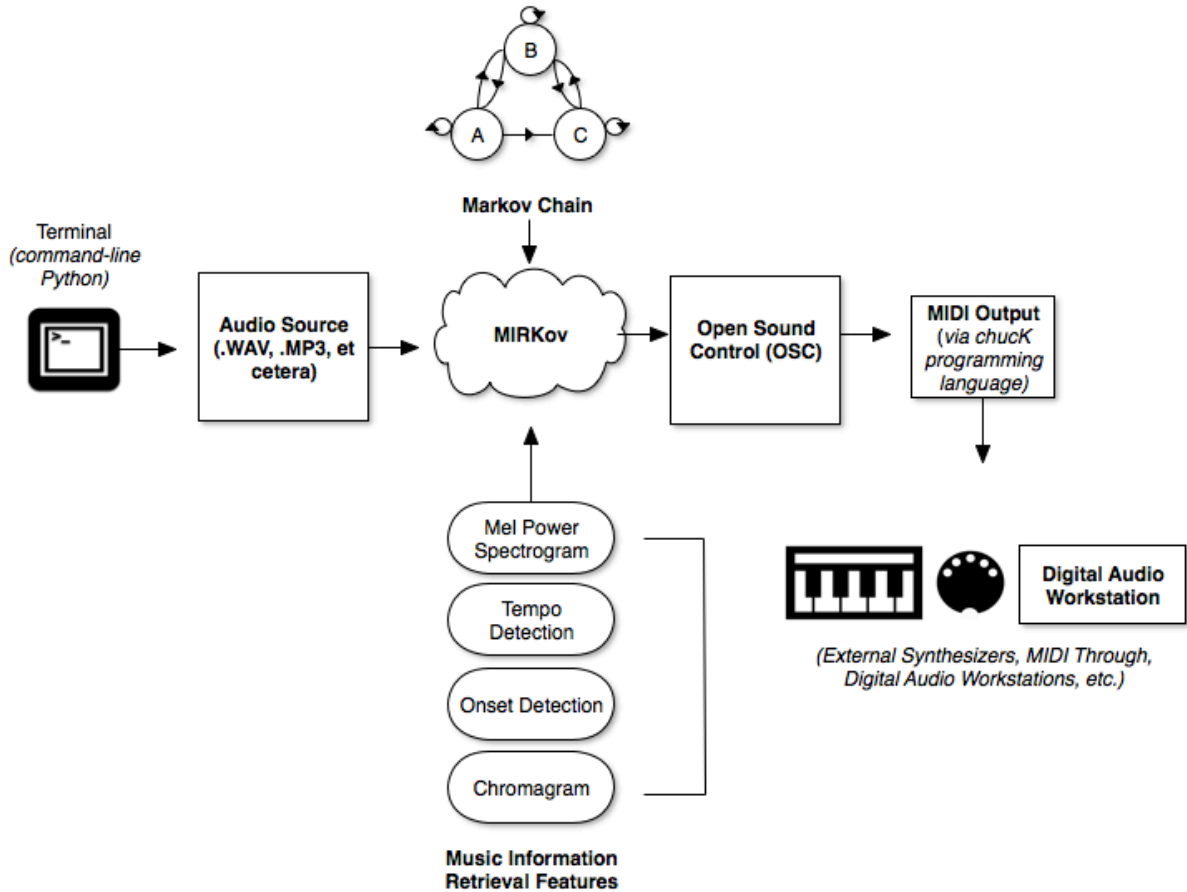 B
A
C
Markov Chain
Terminal
(command-line
Python)
>_
Audio Source
(.WAV, .MP3, et
cetera)
MIRKov
Open Sound
Control (OSC)
MIDI Output
(via chucK
programming
language)
Mel Power
Spectrogram
Tempo
Detection
Onset Detection
Chromagram
Music Information
Retrieval Features
Digital Audio
Workstation
(External Synthesizers, MIDI Through,
Digital Audio Workstations, etc.)